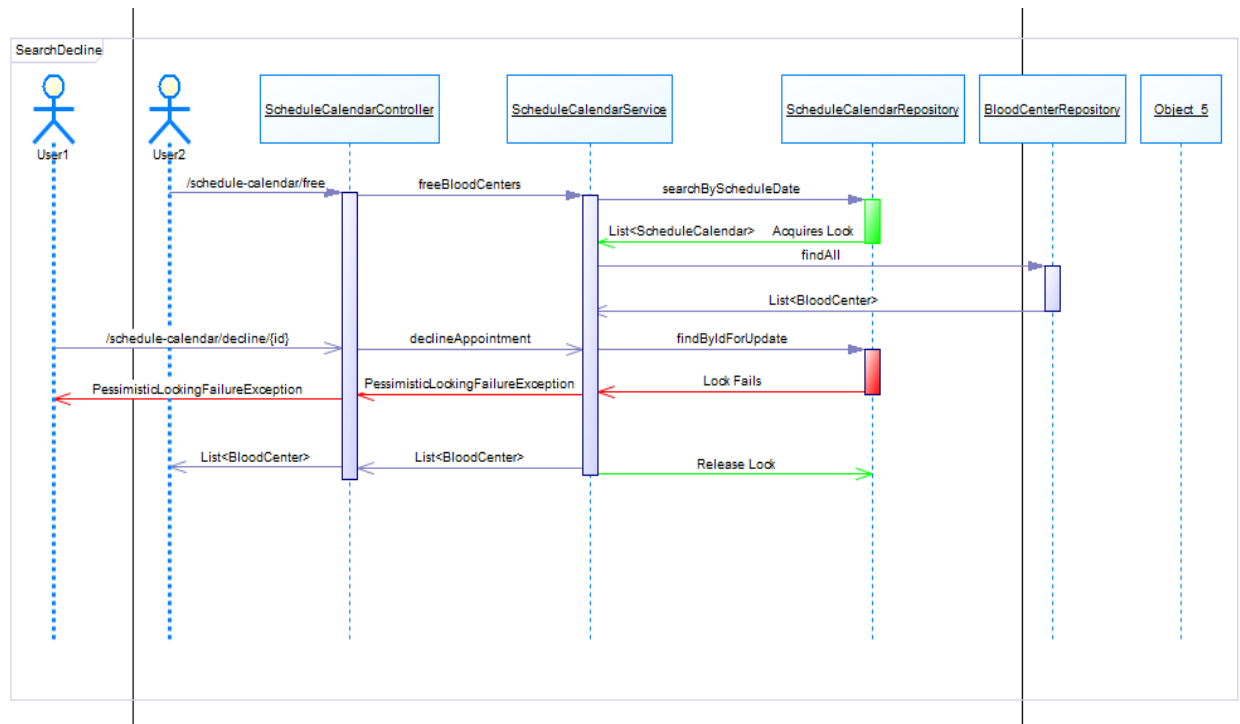 SearchDecline
User1
User2
ScheduleCalendarController
ScheduleCalendarService
ScheduleCalendarRepository
BloodCenterRepository
Object_5
/schedule-calendar/free
freeBloodCenters
searchByScheduleDate
List<ScheduleCalendar>
Acquires Lock
findAll
List<BloodCenter>
/schedule-calendar/decline/{id}
declineAppointment
findByIdForUpdate
PessimisticLockingFailureException
PessimisticLockingFailureException
Lock Fails
List<BloodCenter>
List<BloodCenter>
Release Lock